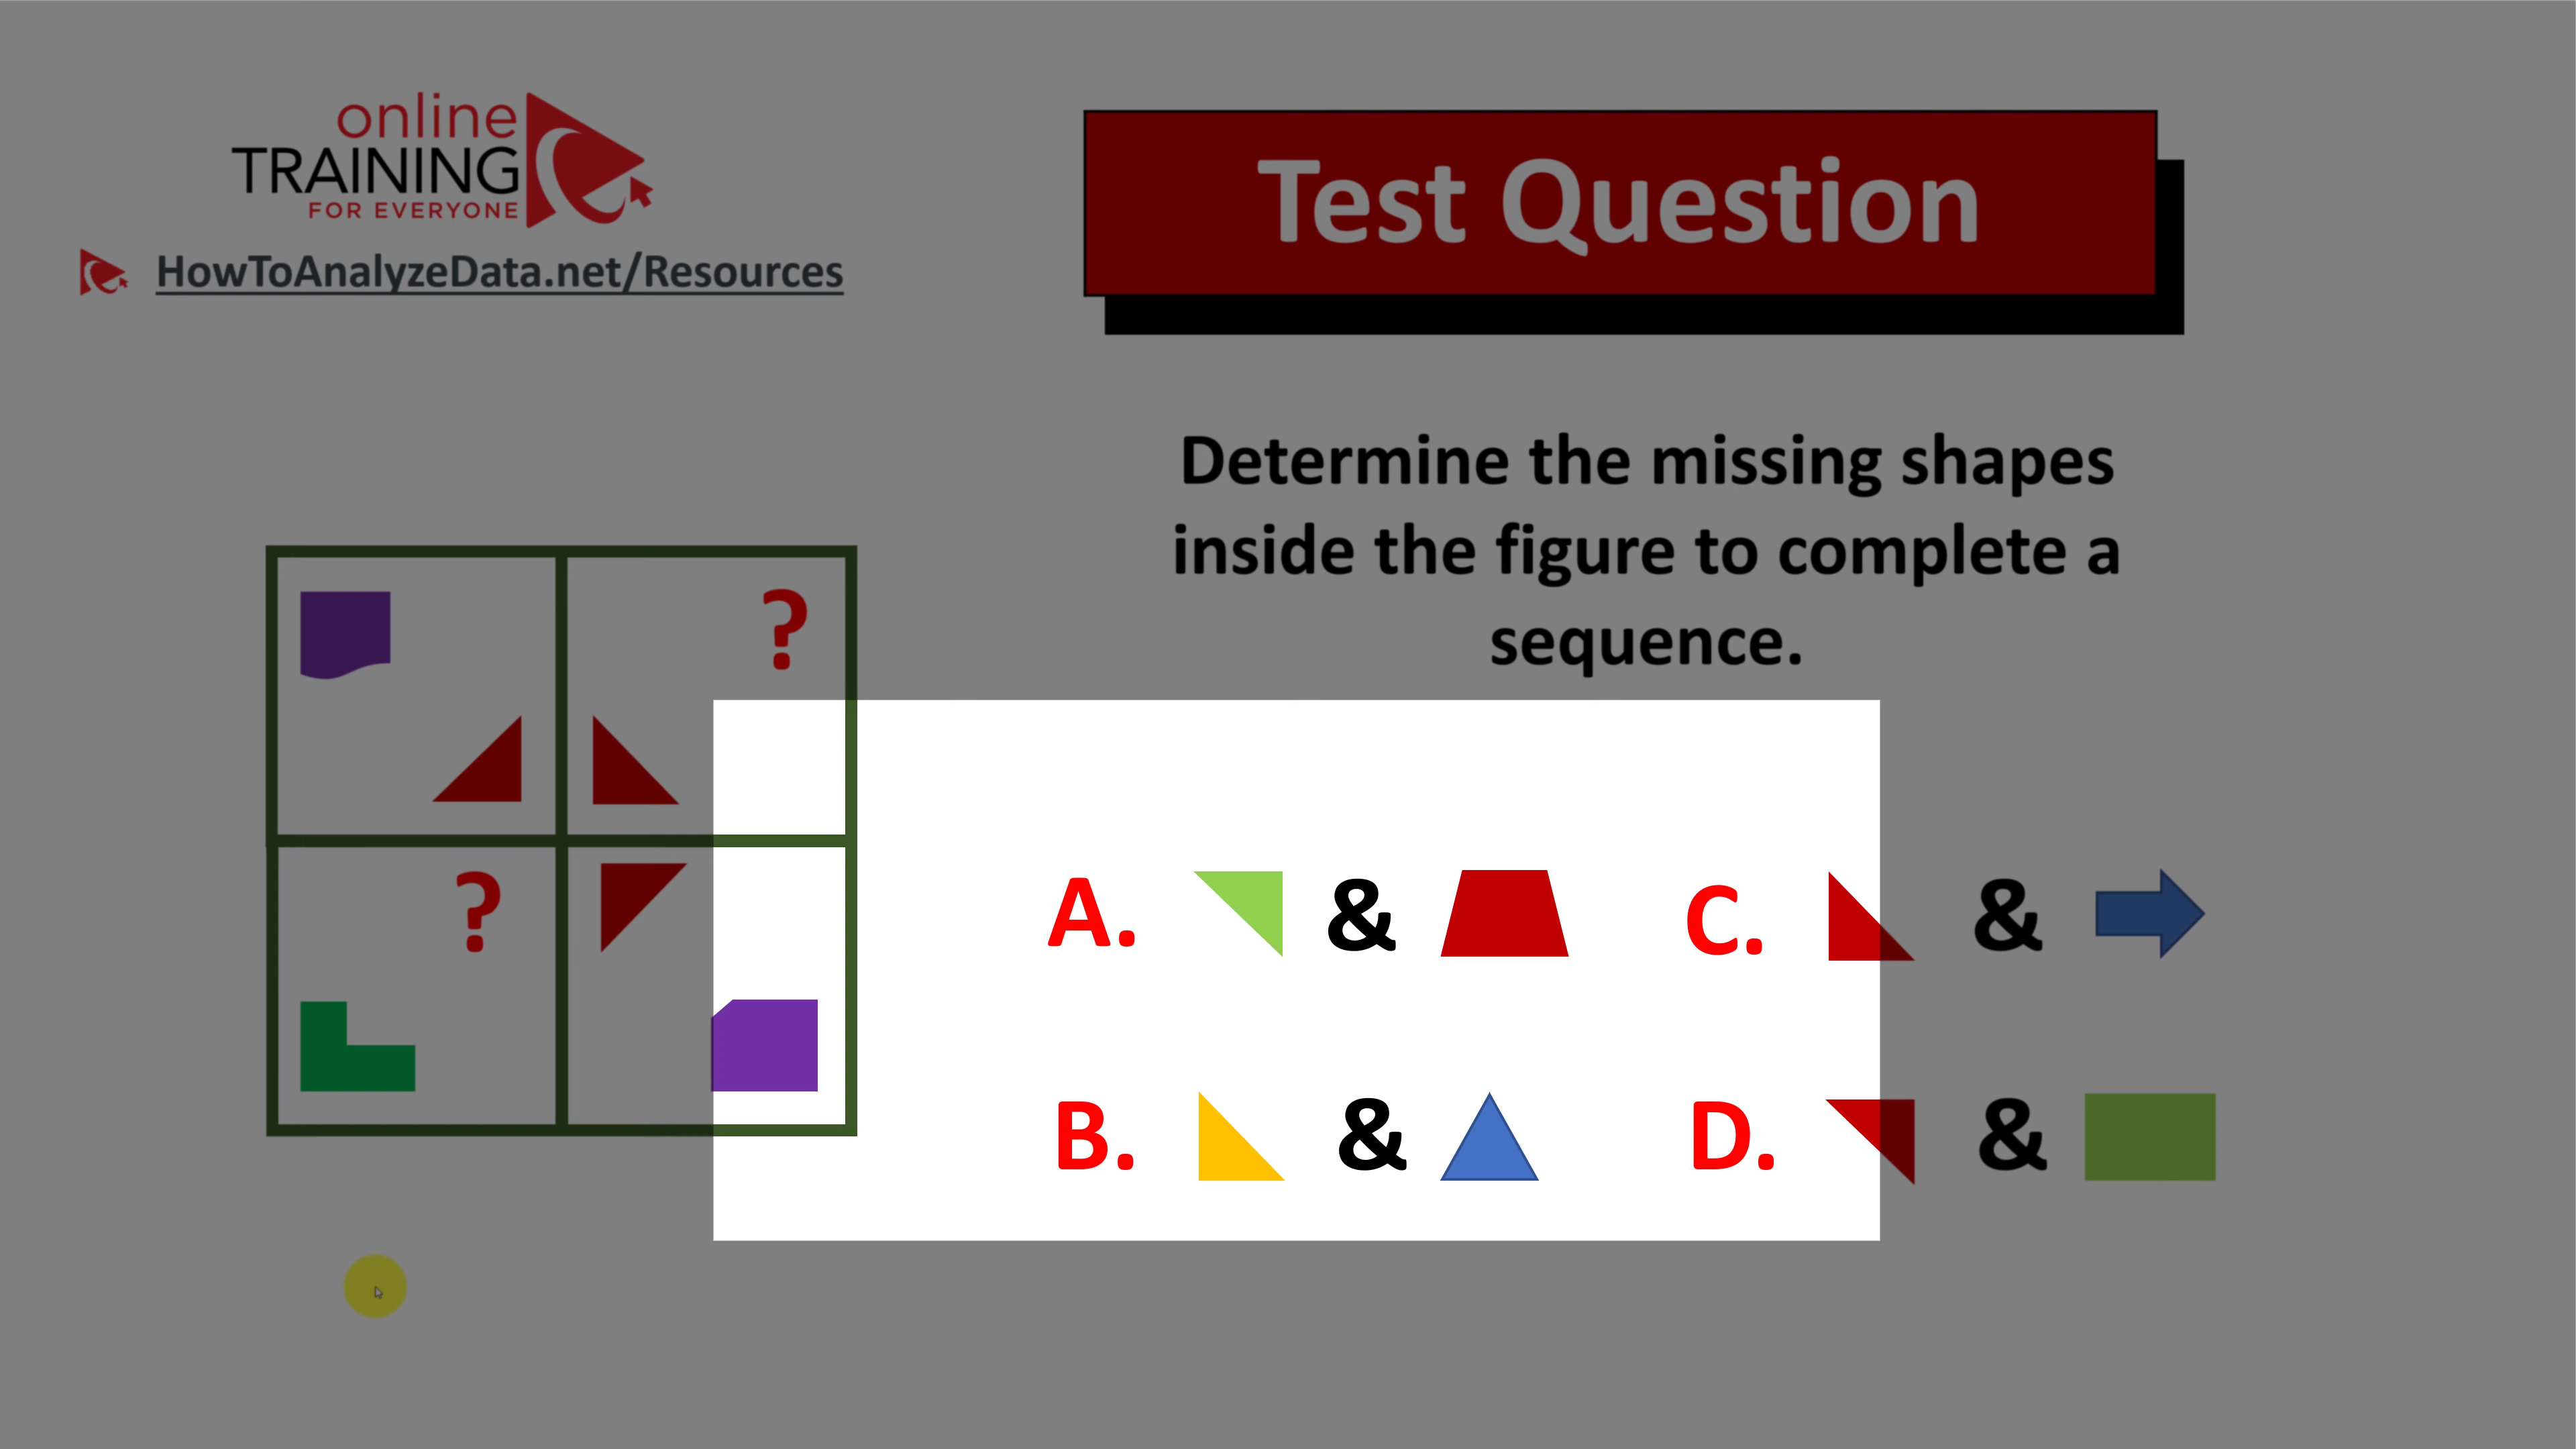 online
TRAINING
FOR EVERYONE
HowToAnalyzeData.net/Resources
Test Question
Determine the missing shapes
inside the figure to complete a
sequence.
?
?
A. & C. &
B. & D. &